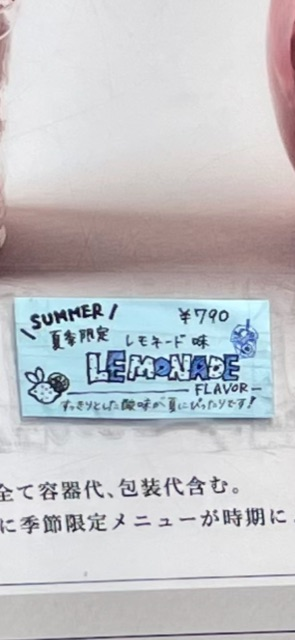 \SUMMER/
¥790
夏季限定
レモネード味
LEMONADE
FLAVOR
すっきりとした酸味が夏にぴったりです!
全て容器代、包装代含む。
に季節限定メニューが時期に